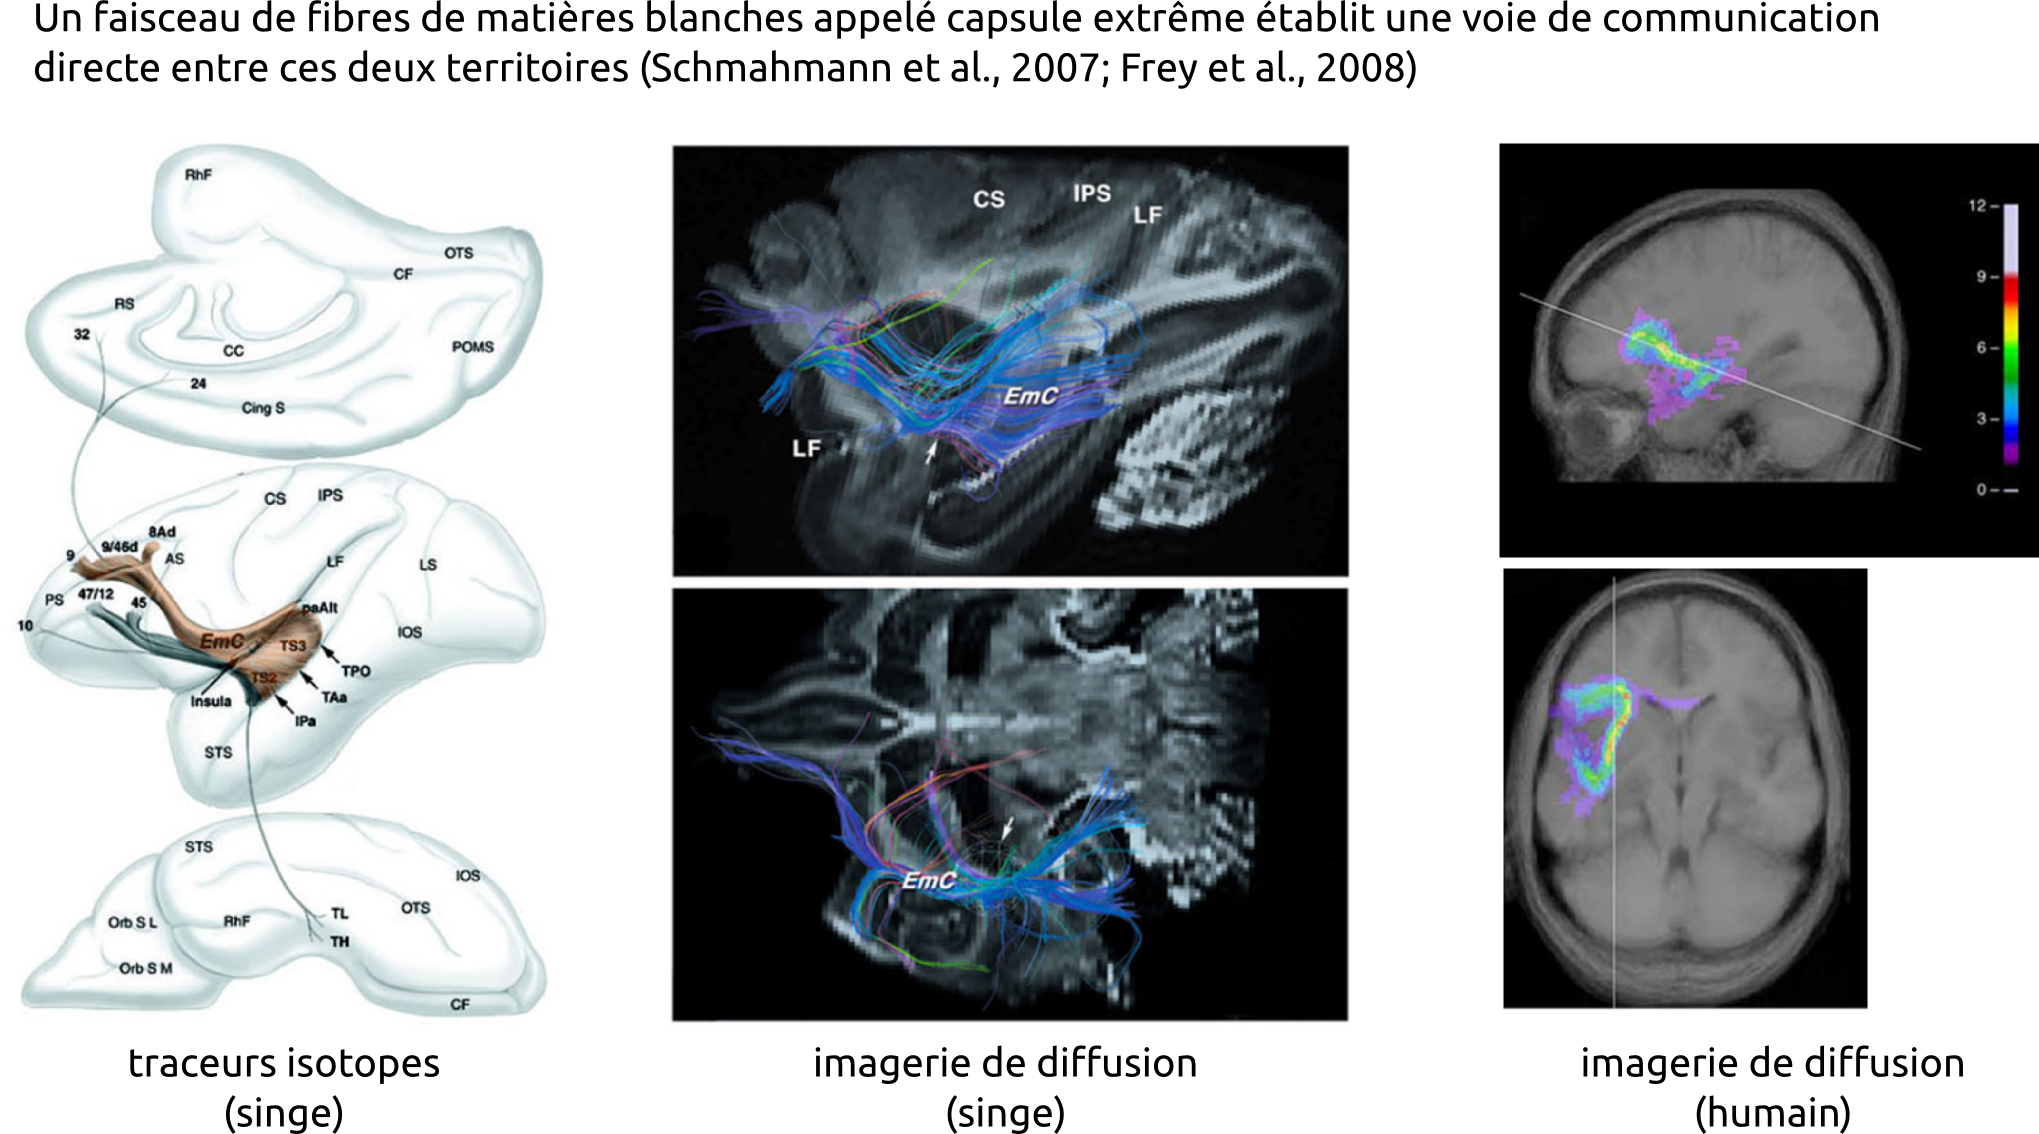 Un faisceau de fibres de matières blanches appelé capsule extrême établit une voie de communication
directe entre ces deux territoires (Schmahmann et al., 2007; Frey et al., 2008)
RhF
OTS
CF
RS
32
CC
POMS
24
Cing S
CS
IPS
8Ad
9/46d
9
AS
LF
LS
PS
47/12
45
paAlt
10
EmC
TS3
IOS
TPO
TS2
Insula
TAa
IPa
STS
STS
IOS
OTS
Orb S L
RhF
TL
TH
Orb S M
CF
traceurs isotopes
(singe)
CS
IPS
LF
EmC
LF
EmC
imagerie de diffusion
(singe)
12
9
6
3
0
imagerie de diffusion
(humain)